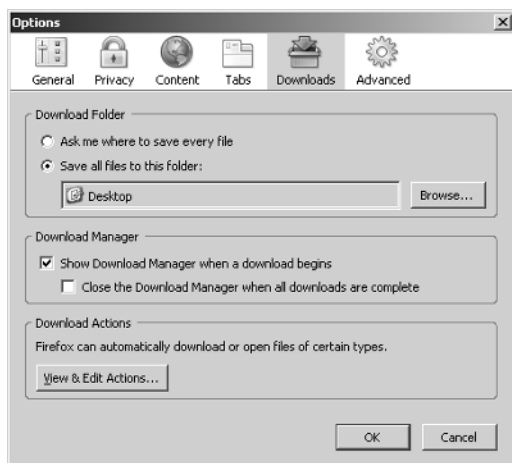 Options
General Privacy Content Tabs Downloads Advanced
Download Folder
Ask me where to save every file
Save all files to this folder:
Desktop Browse...
Download Manager
Show Download Manager when a download begins
Close the Download Manager when all downloads are complete
Download Actions
Firefox can automatically download or open files of certain types.
View & Edit Actions...
OK Cancel